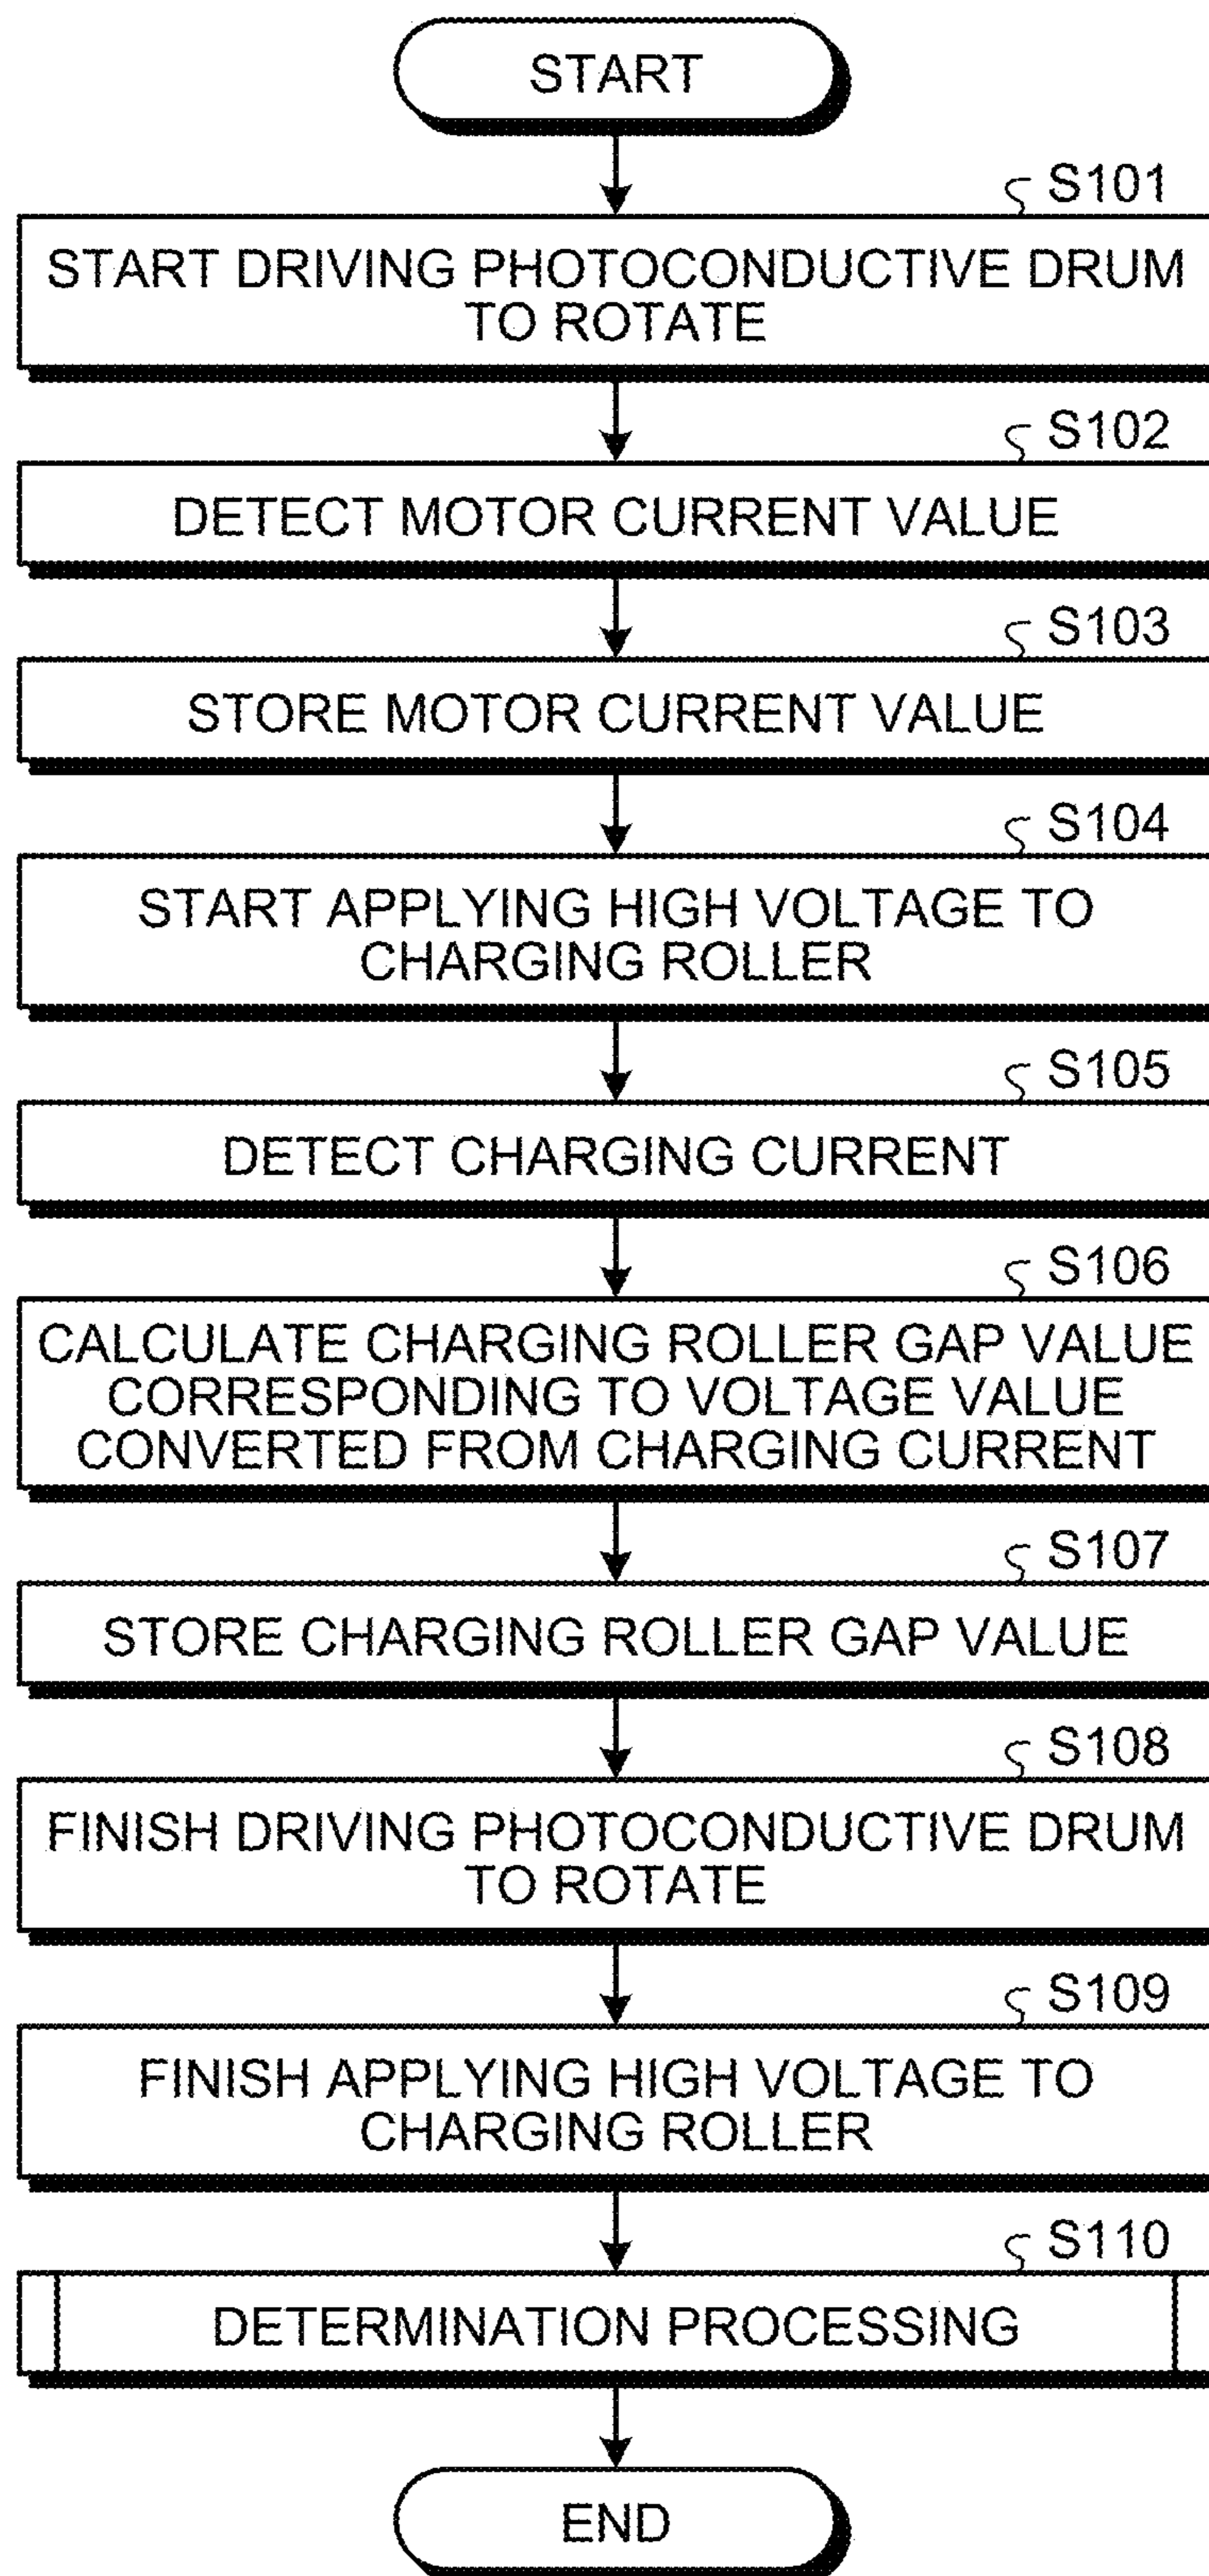 START
S101
START DRIVING PHOTOCONDUCTIVE DRUM
TO ROTATE
S102
DETECT MOTOR CURRENT VALUE
S103
STORE MOTOR CURRENT VALUE
S104
START APPLYING HIGH VOLTAGE TO
CHARGING ROLLER
S105
DETECT CHARGING CURRENT
S106
CALCULATE CHARGING ROLLER GAP VALUE
CORRESPONDING TO VOLTAGE VALUE
CONVERTED FROM CHARGING CURRENT
S107
STORE CHARGING ROLLER GAP VALUE
S108
FINISH DRIVING PHOTOCONDUCTIVE DRUM
TO ROTATE
S109
FINISH APPLYING HIGH VOLTAGE TO
CHARGING ROLLER
S110
DETERMINATION PROCESSING
END